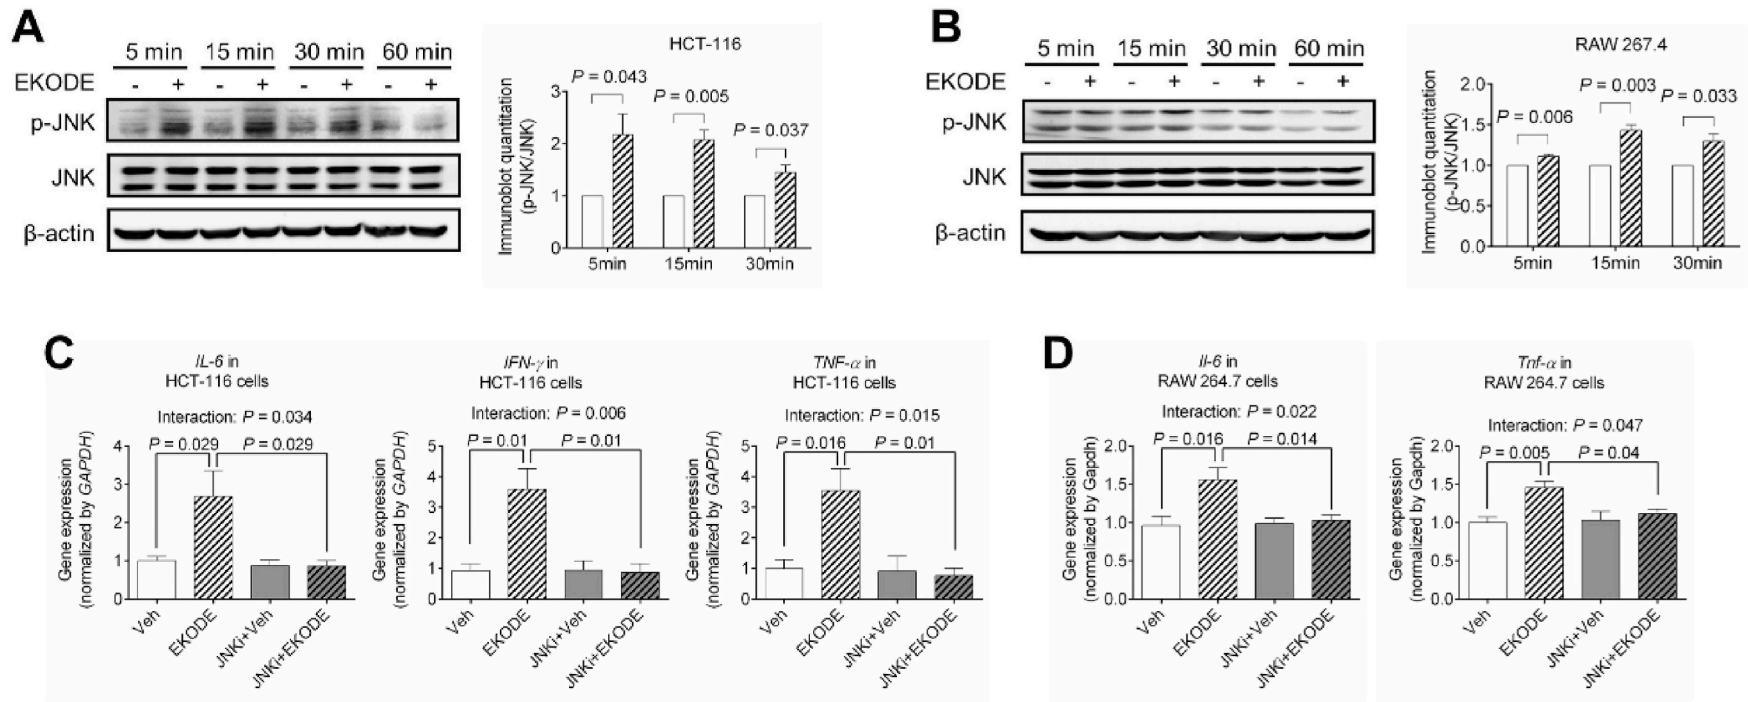 A
5 min 15 min 30 min 60 min
EKODE - + - + - + - +
p-JNK
JNK
β-actin
HCT-116
Immunoblot quantitation
(p-JNK/JNK)
3
2
1
0
P = 0.043
P = 0.005
P = 0.037
5min 15min 30min
B
5 min 15 min 30 min 60 min
EKODE - + - + - + - +
p-JNK
JNK
β-actin
RAW 267.4
Immunoblot quantitation
(p-JNK/JNK)
2.0
1.5
1.0
0.5
0.0
P = 0.006
P = 0.003
P = 0.033
5min 15min 30min
C
IL-6 in
HCT-116 cells
Interaction: P = 0.034
P = 0.029 P = 0.029
Gene expression
(normalized by GAPDH)
4
3
2
1
0
Veh
EKODE
JNKi+Veh
JNKi+EKODE
IFN-γ in
HCT-116 cells
Interaction: P = 0.006
P = 0.01 P = 0.01
Gene expression
(normalized by GAPDH)
5
4
3
2
1
0
Veh
EKODE
JNKi+Veh
JNKi+EKODE
TNF-α in
HCT-116 cells
Interaction: P = 0.015
P = 0.016 P = 0.01
Gene expression
(normalized by GAPDH)
5
4
3
2
1
0
Veh
EKODE
JNKi+Veh
JNKi+EKODE
D
Il-6 in
RAW 264.7 cells
Interaction: P = 0.022
P = 0.016 P = 0.014
Gene expression
(normalized by Gapdh)
2.0
1.5
1.0
0.5
0.0
Veh
EKODE
JNKi+Veh
JNKi+EKODE
Tnf-α in
RAW 264.7 cells
Interaction: P = 0.047
P = 0.005 P = 0.04
Gene expression
(normalized by Gapdh)
2.0
1.5
1.0
0.5
0.0
Veh
EKODE
JNKi+Veh
JNKi+EKODE